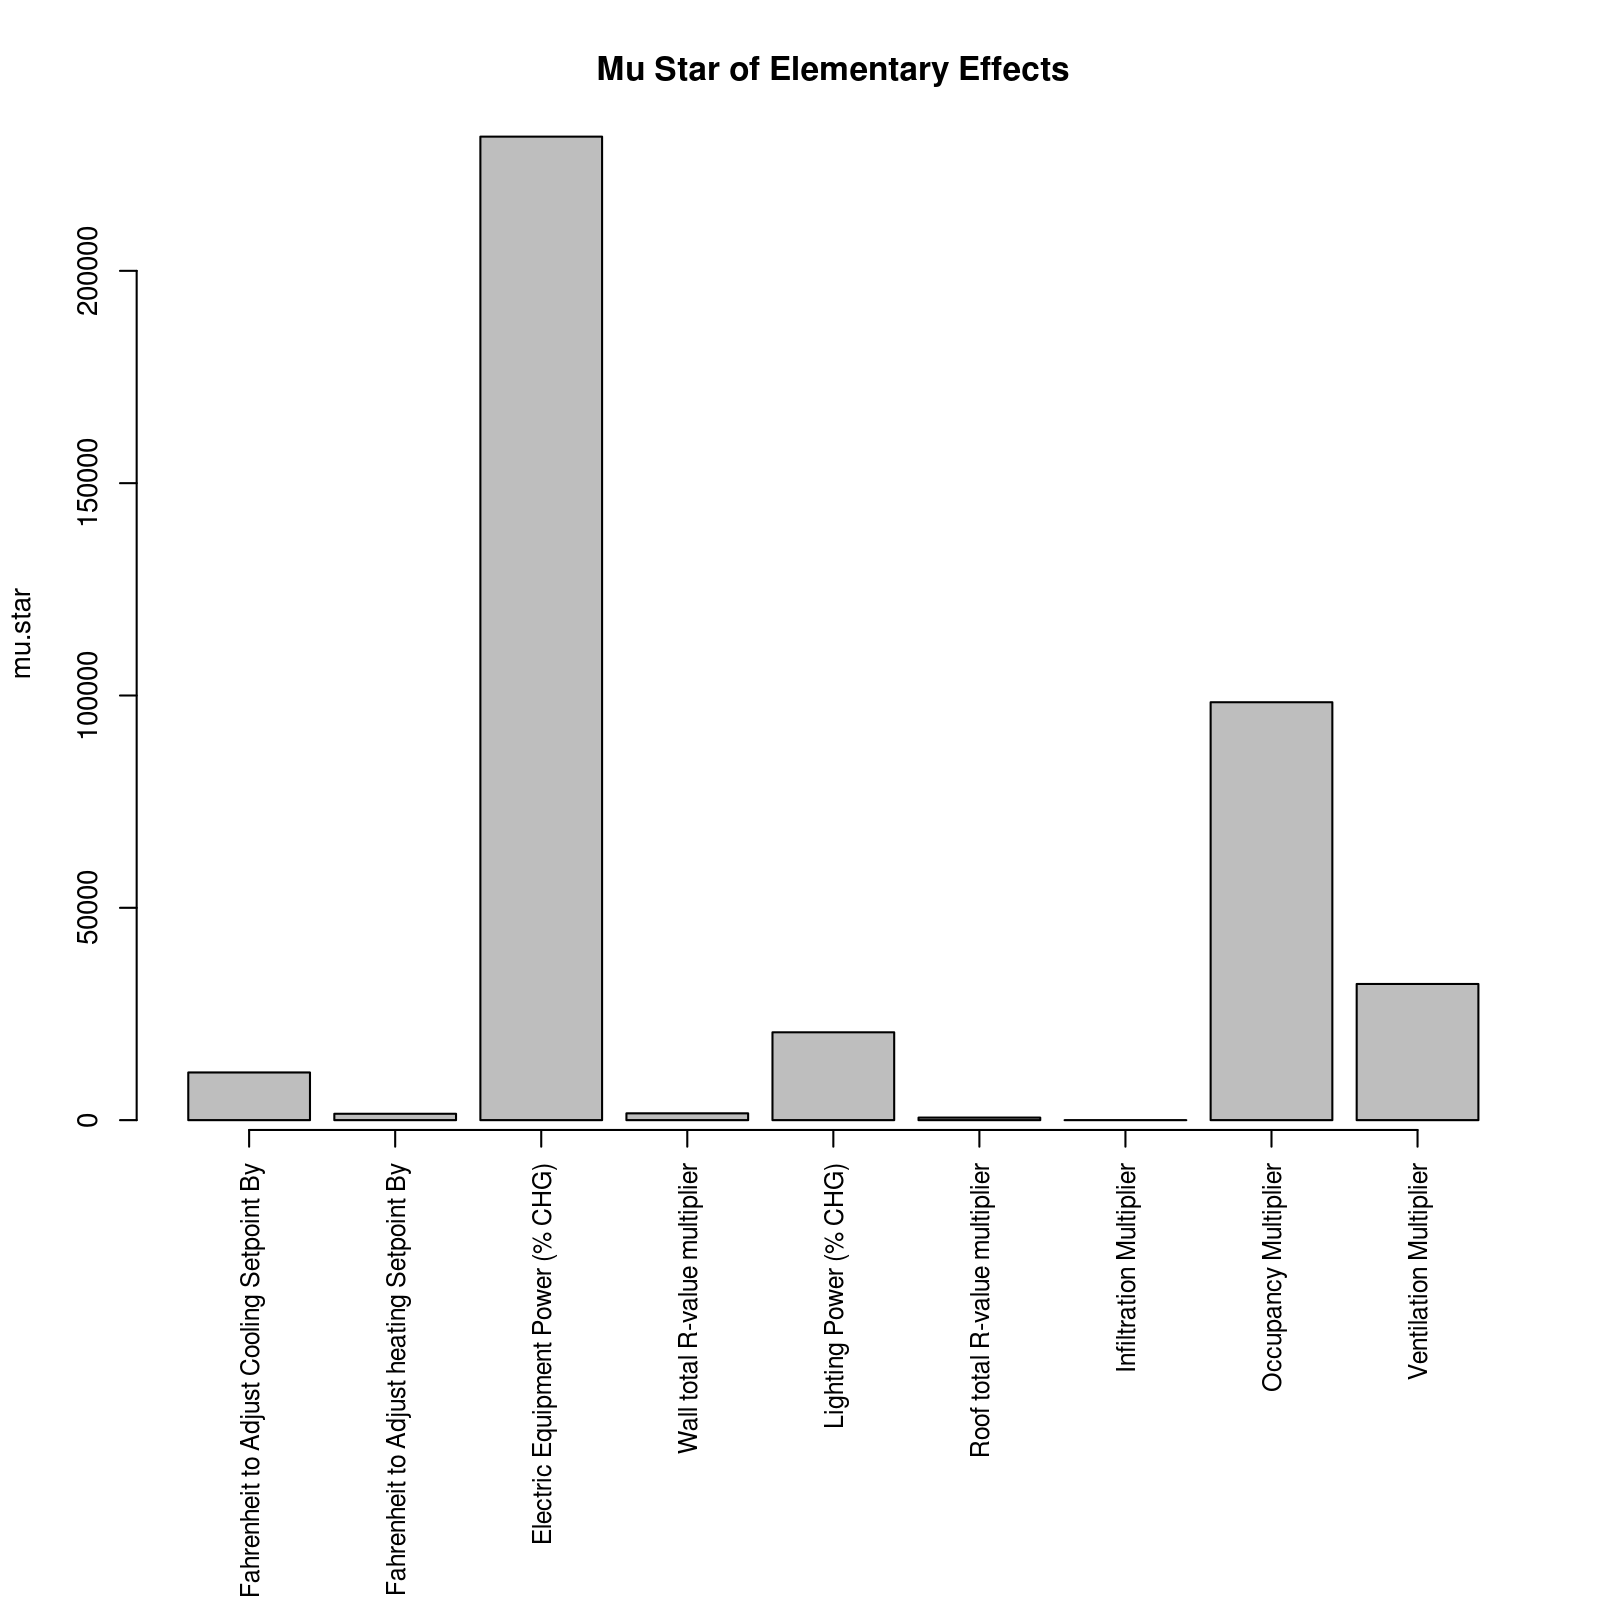 Mu Star of Elementary Effects
mu.star
200000
150000
100000
50000
0
Fahrenheit to Adjust Cooling Setpoint By
Fahrenheit to Adjust heating Setpoint By
Electric Equipment Power (% CHG)
Wall total R-value multiplier
Lighting Power (% CHG)
Roof total R-value multiplier
Infiltration Multiplier
Occupancy Multiplier
Ventilation Multiplier